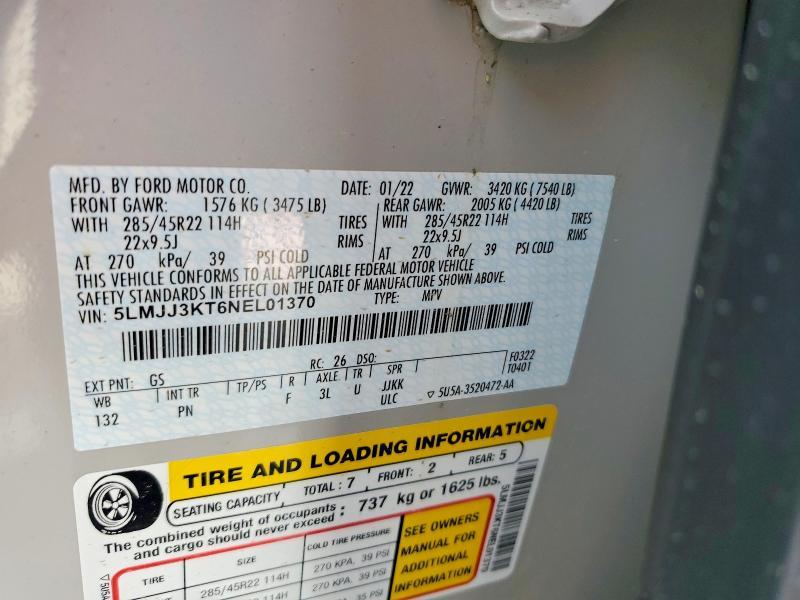 MFD. BY FORD MOTOR CO. DATE: 01/22 GVWR: 3420 KG (7540 LB)
FRONT GAWR: 1576 KG (3475 LB) REAR GAWR: 2005 KG (4420 LB)
WITH 285/45R22 114H TIRES WITH 285/45R22 114H TIRES
22x9.5J RIMS 22x9.5J RIMS
AT 270 kPa/ 39 PSI COLD AT 270 kPa/ 39 PSI COLD
THIS VEHICLE CONFORMS TO ALL APPLICABLE FEDERAL MOTOR VEHICLE
SAFETY STANDARDS IN EFFECT ON THE DATE OF MANUFACTURE SHOWN ABOVE.
VIN: 5LMJJ3KT6NEL01370 TYPE: MPV
EXT PNT: GS RC: 26 DSO: F0322
WB INT TR TP/PS R AXLE TR SPR T0401
132 PN F 3L U JJKK
ULC ▽ 5U5A-3520472-AA
TIRE AND LOADING INFORMATION
SEATING CAPACITY TOTAL: 7 FRONT: 2 REAR: 5
The combined weight of occupants
and cargo should never exceed : 737 kg or 1625 lbs.
TIRE SIZE COLD TIRE PRESSURE
285/45R22 114H 270 KPA, 39 PSI
270 KPA, 39 PSI
35 PSI
SEE OWNERS
MANUAL FOR
ADDITIONAL
INFORMATION
5LMJJ3KT6NEL01370